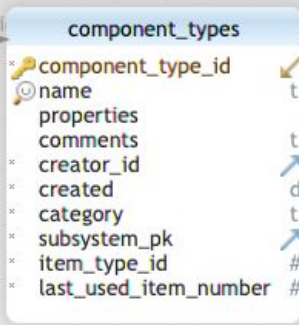 component_types
component_type_id
name t
properties
comments t
creator_id
created d
category t
subsystem_pk
item_type_id #
last_used_item_number #